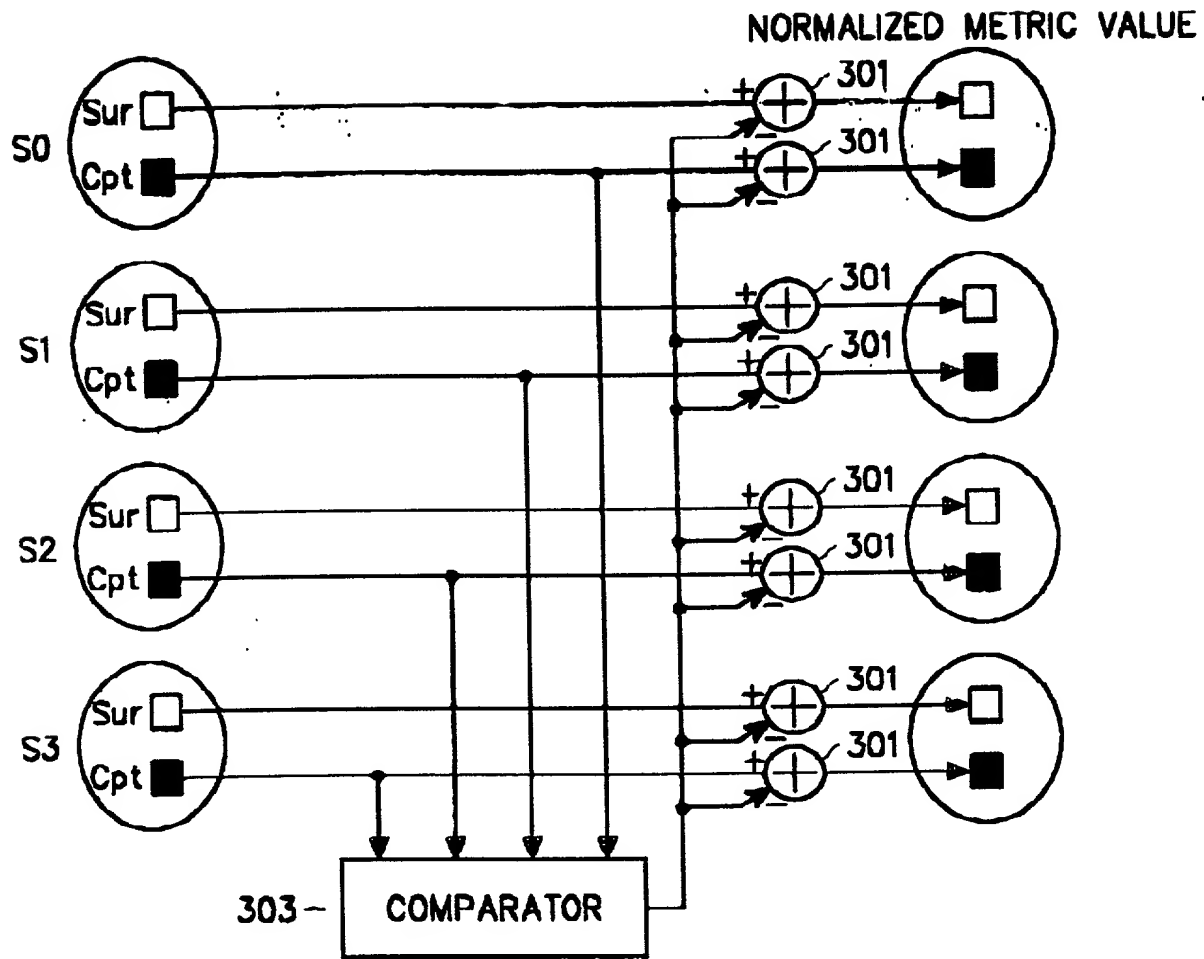 NORMALIZED METRIC VALUE
301
Sur
+
S0
−
301
Cpt
+
−
301
Sur
+
S1
−
301
Cpt
+
−
301
Sur
+
S2
−
301
Cpt
+
−
301
Sur
+
S3
−
301
Cpt
+
−
303
COMPARATOR